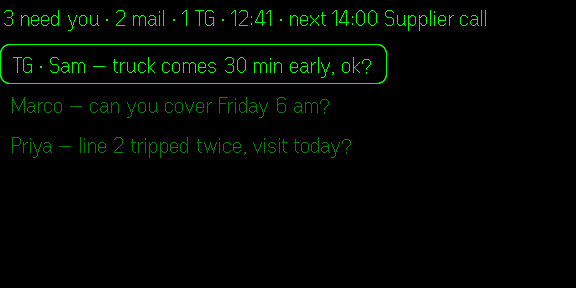 3 need you · 2 mail · 1 TG · 12:41 · next 14:00 Supplier call
TG · Sam — truck comes 30 min early, ok?
Marco — can you cover Friday 6 am?
Priya — line 2 tripped twice, visit today?